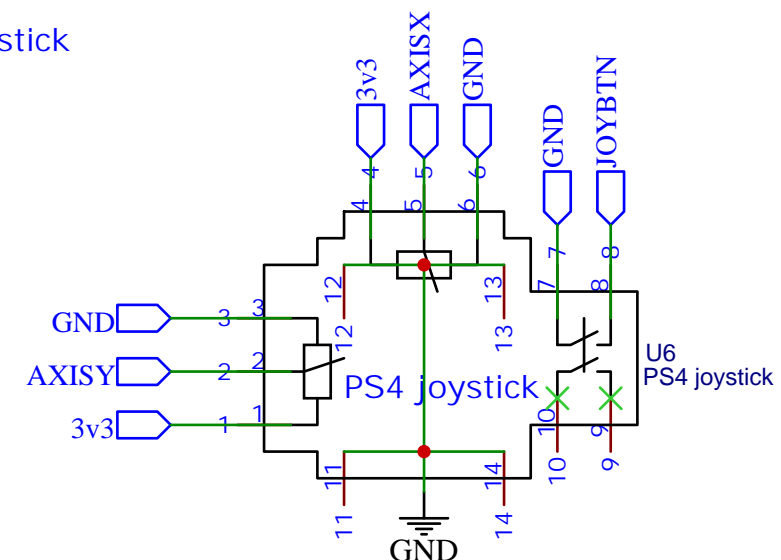 stick
3v3
AXISX
GND
GND
JOYBTN
4
5
6
4
5
6
7
8
7
8
12
13
12
13
GND
3
3
AXISY
2
2
3v3
1
1
PS4 joystick
U6
PS4 joystick
10
9
10
9
11
14
11
14
GND